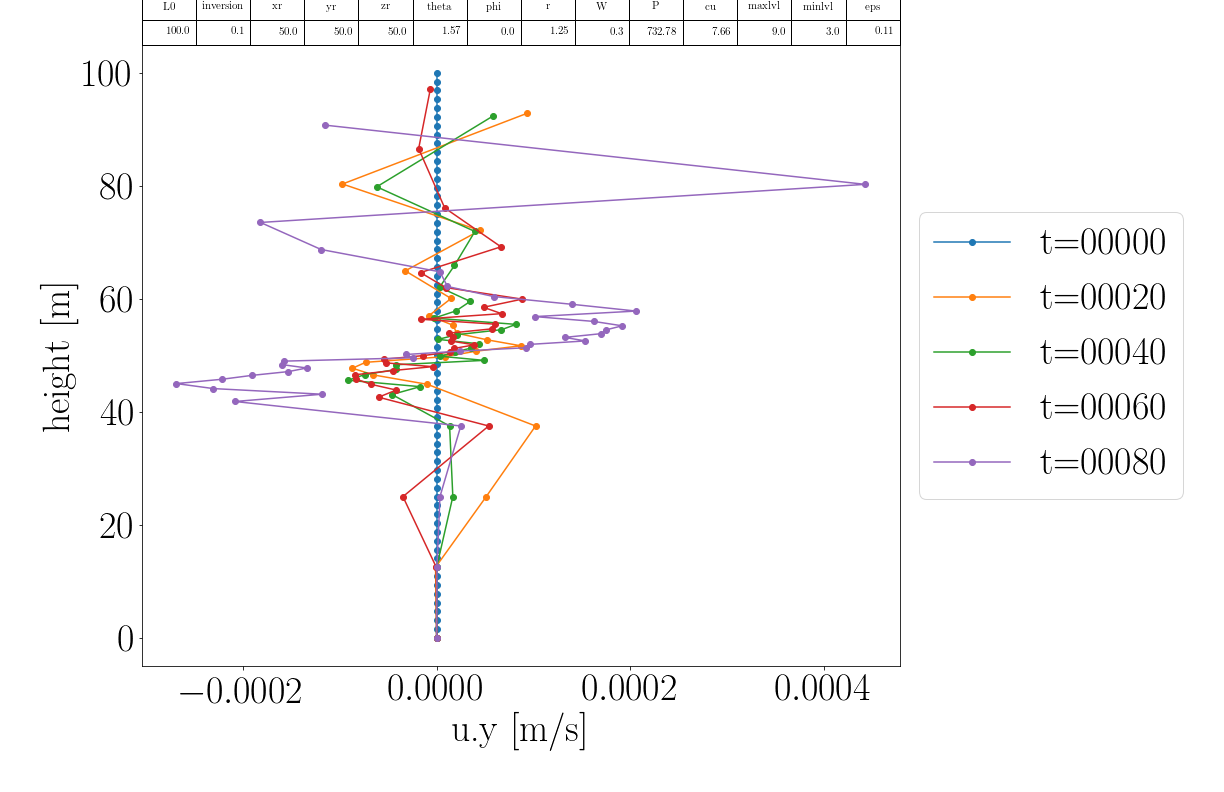 L0 inversion xr yr zr theta phi r W P cu maxlvl minlvl eps
100.0 0.1 50.0 50.0 50.0 1.57 0.0 1.25 0.3 732.78 7.66 9.0 3.0 0.11
100
80
60
40
20
0
height [m]
−0.0002 0.0000 0.0002 0.0004
u.y [m/s]
t=00000
t=00020
t=00040
t=00060
t=00080